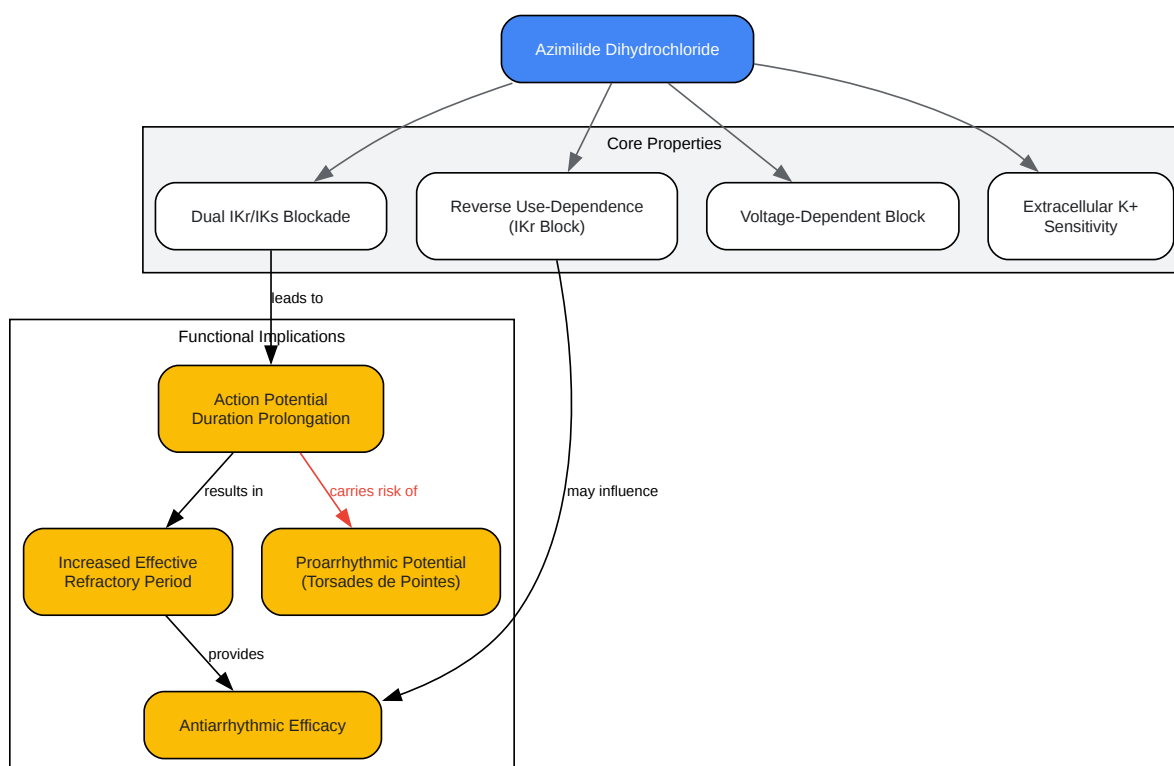 Azimilide Dihydrochloride
Core Properties
Dual IKr/IKs Blockade
Reverse Use-Dependence
(IKr Block)
Voltage-Dependent Block
Extracellular K+
Sensitivity
leads to
Functional Implications
Action Potential
Duration Prolongation
results in
carries risk of
may influence
Increased Effective
Refractory Period
Proarrhythmic Potential
(Torsades de Pointes)
provides
Antiarrhythmic Efficacy